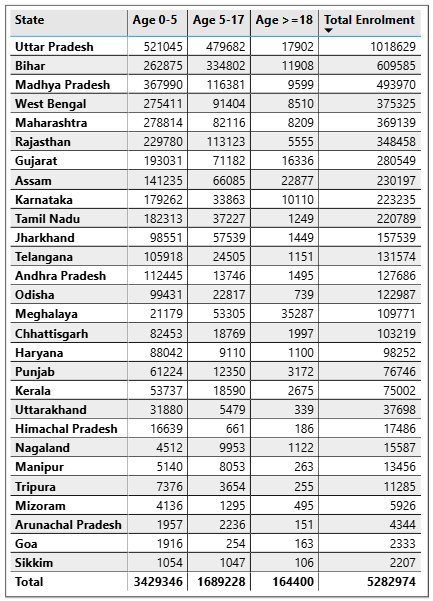 State Age 0-5 Age 5-17 Age >=18 Total Enrolment
Uttar Pradesh 521045 479682 17902 1018629
Bihar 262875 334802 11908 609585
Madhya Pradesh 367990 116381 9599 493970
West Bengal 275411 91404 8510 375325
Maharashtra 278814 82116 8209 369139
Rajasthan 229780 113123 5555 348458
Gujarat 193031 71182 16336 280549
Assam 141235 66085 22877 230197
Karnataka 179262 33863 10110 223235
Tamil Nadu 182313 37227 1249 220789
Jharkhand 98551 57539 1449 157539
Telangana 105918 24505 1151 131574
Andhra Pradesh 112445 13746 1495 127686
Odisha 99431 22817 739 122987
Meghalaya 21179 53305 35287 109771
Chhattisgarh 82453 18769 1997 103219
Haryana 88042 9110 1100 98252
Punjab 61224 12350 3172 76746
Kerala 53737 18590 2675 75002
Uttarakhand 31880 5479 339 37698
Himachal Pradesh 16639 661 186 17486
Nagaland 4512 9953 1122 15587
Manipur 5140 8053 263 13456
Tripura 7376 3654 255 11285
Mizoram 4136 1295 495 5926
Arunachal Pradesh 1957 2236 151 4344
Goa 1916 254 163 2333
Sikkim 1054 1047 106 2207
Total 3429346 1689228 164400 5282974